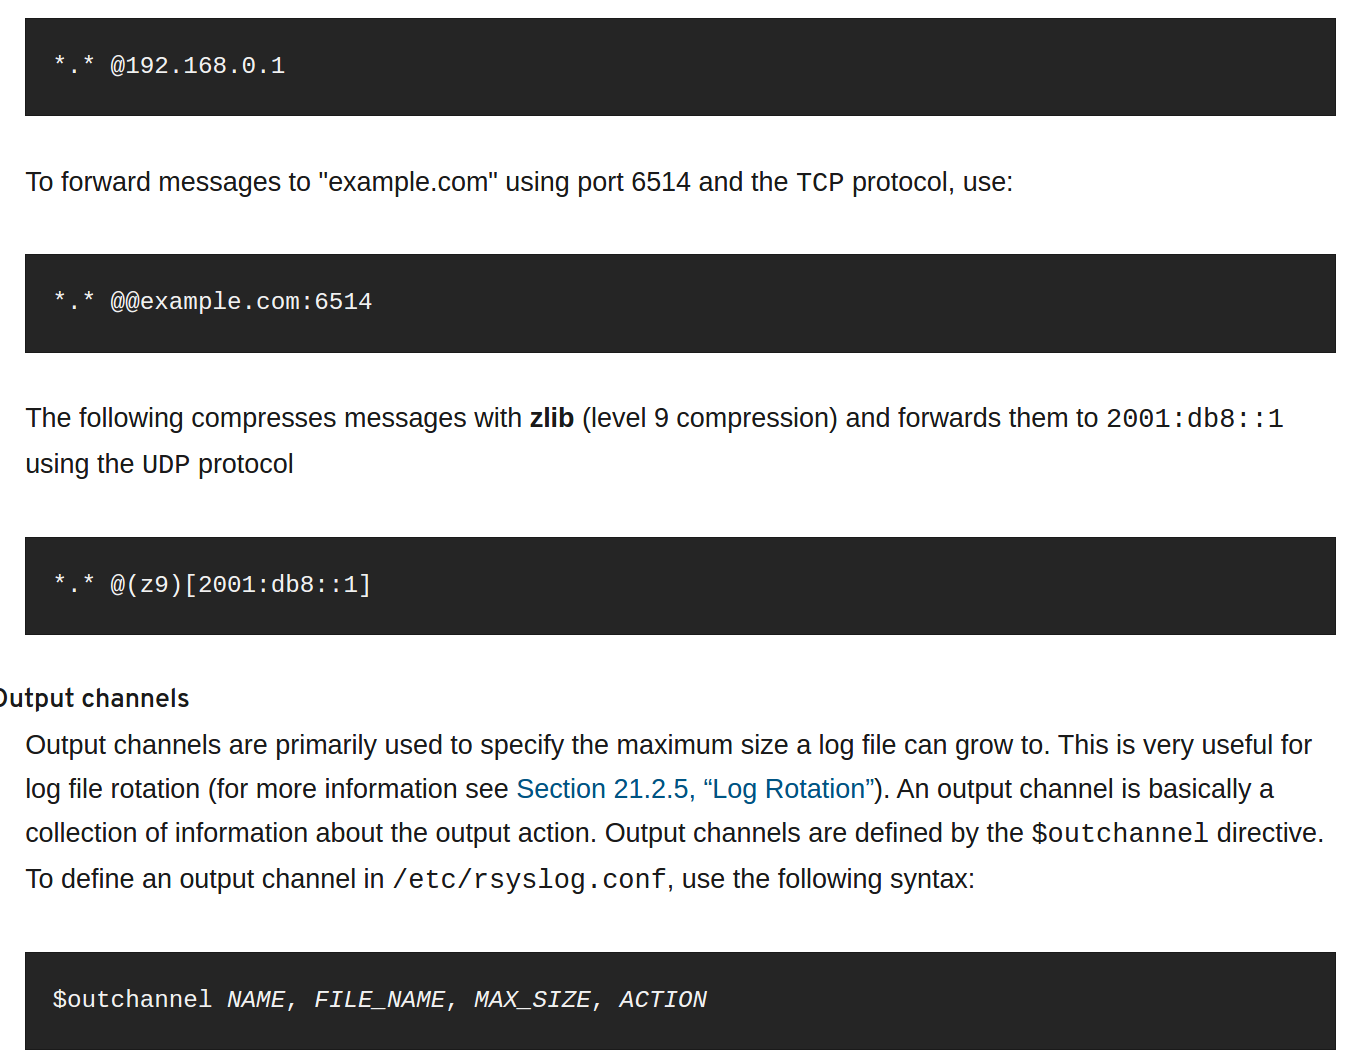 *.* @192.168.0.1
To forward messages to "example.com" using port 6514 and the TCP protocol, use:
*.* @@example.com:6514
The following compresses messages with zlib (level 9 compression) and forwards them to 2001:db8::1
using the UDP protocol
*.* @(z9)[2001:db8::1]
Output channels
Output channels are primarily used to specify the maximum size a log file can grow to. This is very useful for
log file rotation (for more information see Section 21.2.5, “Log Rotation”). An output channel is basically a
collection of information about the output action. Output channels are defined by the $outchannel directive.
To define an output channel in /etc/rsyslog.conf, use the following syntax:
$outchannel NAME, FILE_NAME, MAX_SIZE, ACTION